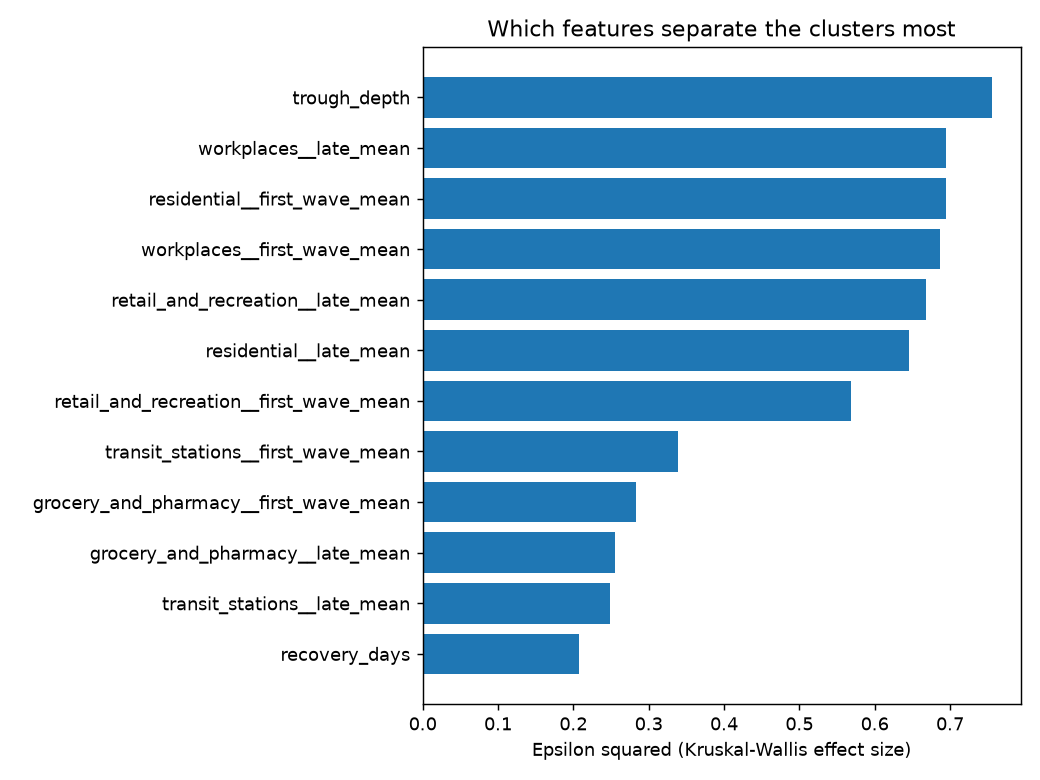 Which features separate the clusters most
trough_depth
workplaces__late_mean
residential__first_wave_mean
workplaces__first_wave_mean
retail_and_recreation__late_mean
residential__late_mean
retail_and_recreation__first_wave_mean
transit_stations__first_wave_mean
grocery_and_pharmacy__first_wave_mean
grocery_and_pharmacy__late_mean
transit_stations__late_mean
recovery_days
0.0 0.1 0.2 0.3 0.4 0.5 0.6 0.7
Epsilon squared (Kruskal-Wallis effect size)